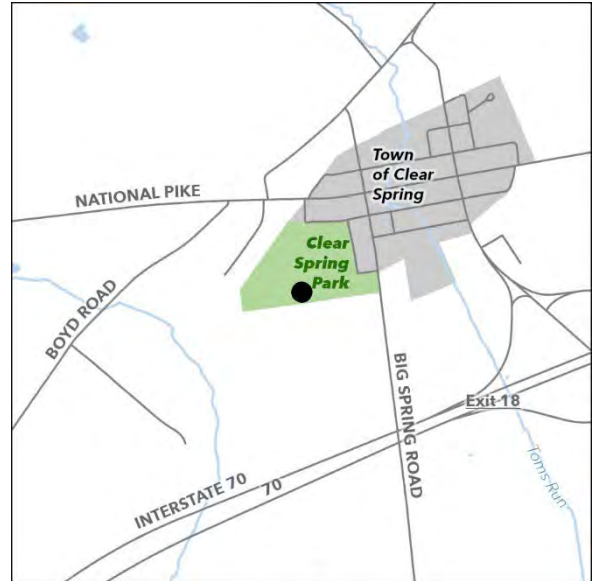 Town
of Clear
Spring
NATIONAL PIKE
Clear
Spring
Park
BOYD ROAD
BIG SPRING ROAD
Exit 18
INTERSTATE 70
70
Toms Run